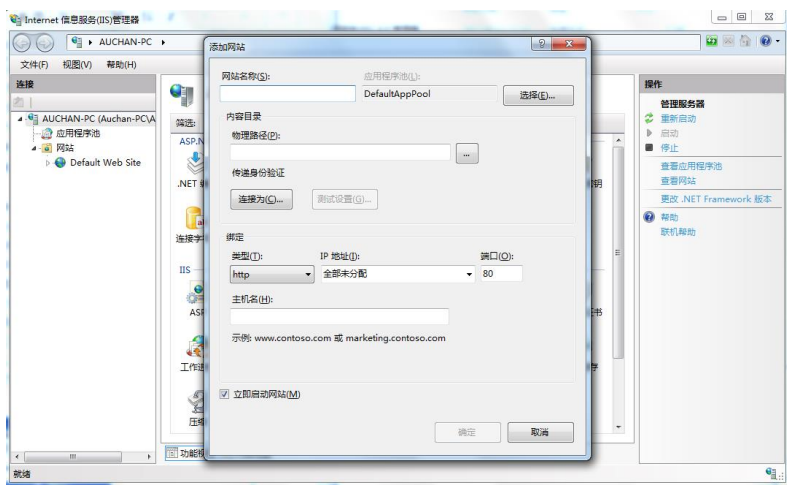 Internet 信息服务(IIS)管理器
AUCHAN-PC
文件(F) 视图(V) 帮助(H)
连接
AUCHAN-PC (Auchan-PC\A
应用程序池
网站
Default Web Site
筛选:
ASP.N
.NET
连接字
IIS
ASP
工作进
压缩
功能视
添加网站
网站名称(S):
应用程序池(L):
DefaultAppPool
选择(E)...
内容目录
物理路径(P):
...
传递身份验证
连接为(C)...
测试设置(G)...
绑定
类型(T):
IP 地址(I):
端口(O):
http
全部未分配
80
主机名(H):
示例: www.contoso.com 或 marketing.contoso.com
立即启动网站(M)
确定
取消
操作
管理服务器
重新启动
启动
停止
查看应用程序池
查看网站
更改 .NET Framework 版本
帮助
联机帮助
就绪